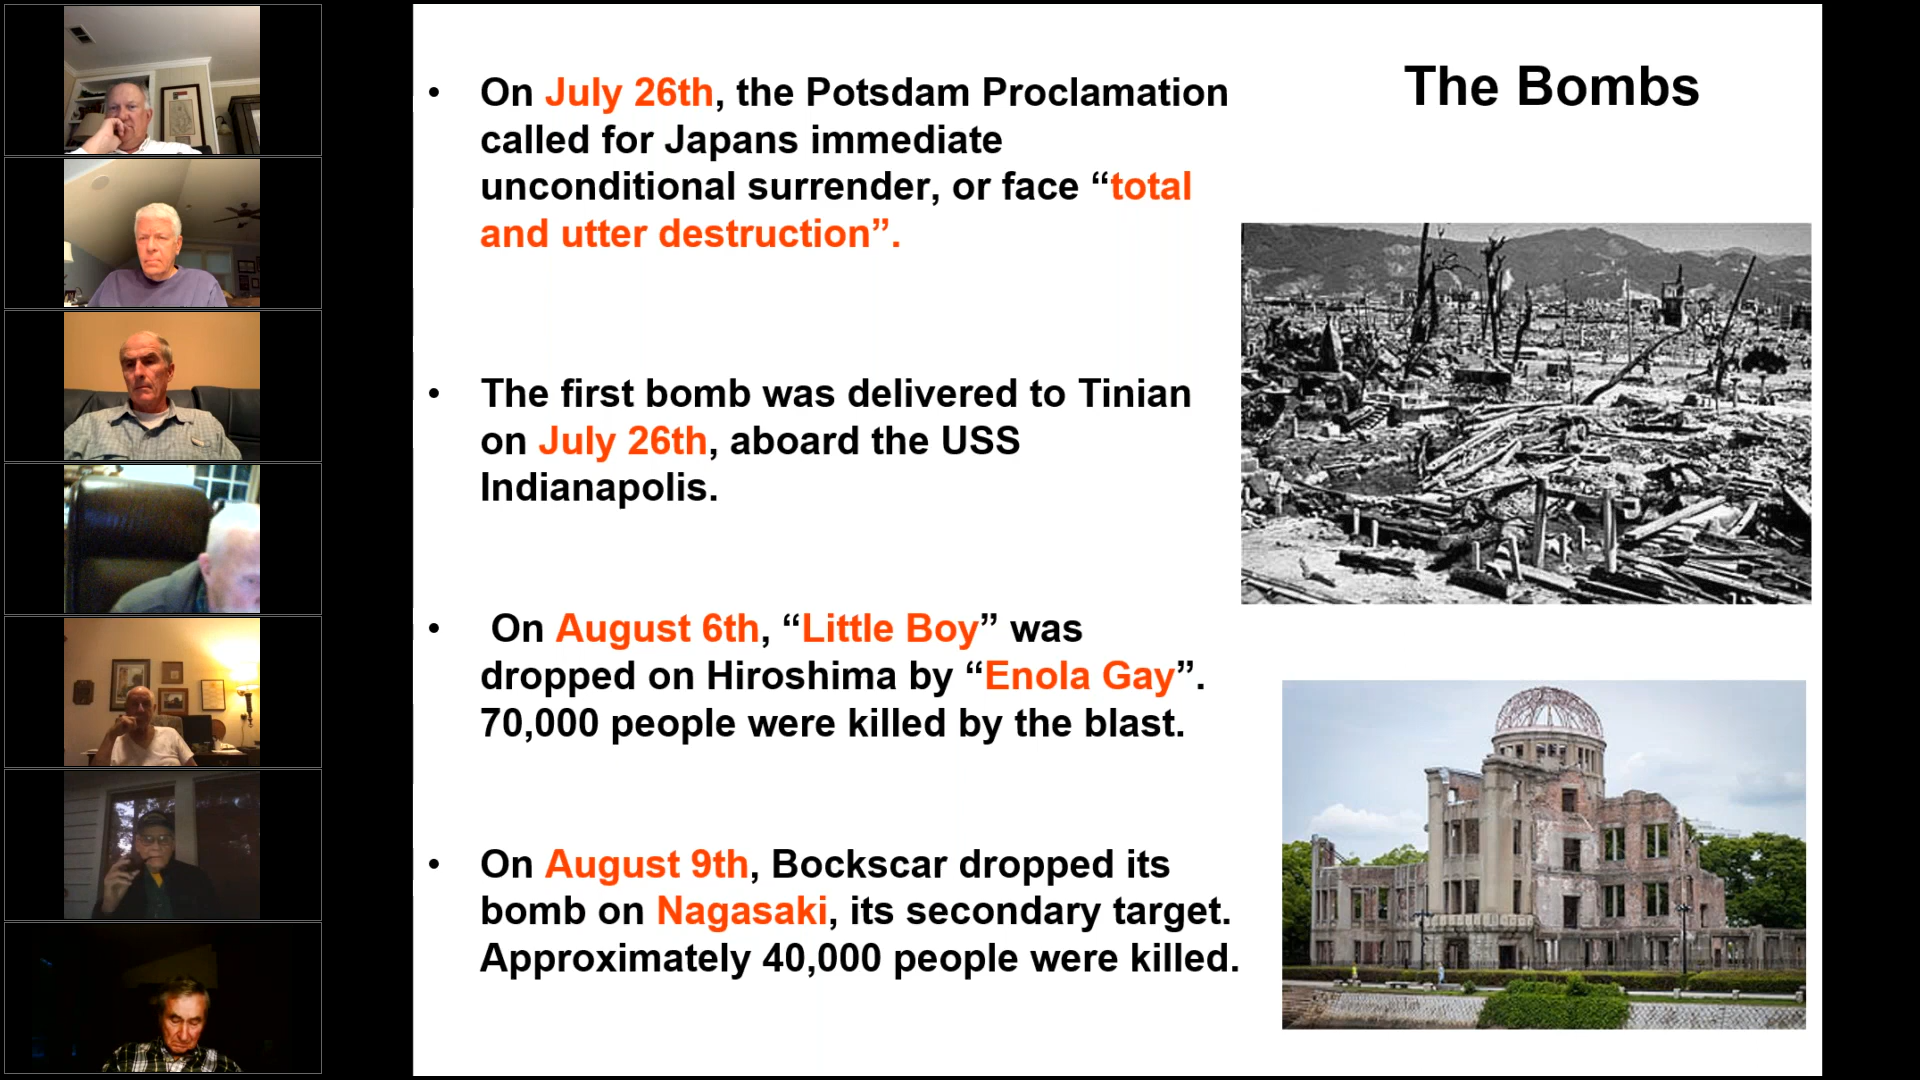 The Bombs
• On July 26th, the Potsdam Proclamation
called for Japans immediate
unconditional surrender, or face “total
and utter destruction”.
• The first bomb was delivered to Tinian
on July 26th, aboard the USS
Indianapolis.
• On August 6th, “Little Boy” was
dropped on Hiroshima by “Enola Gay”.
70,000 people were killed by the blast.
• On August 9th, Bockscar dropped its
bomb on Nagasaki, its secondary target.
Approximately 40,000 people were killed.